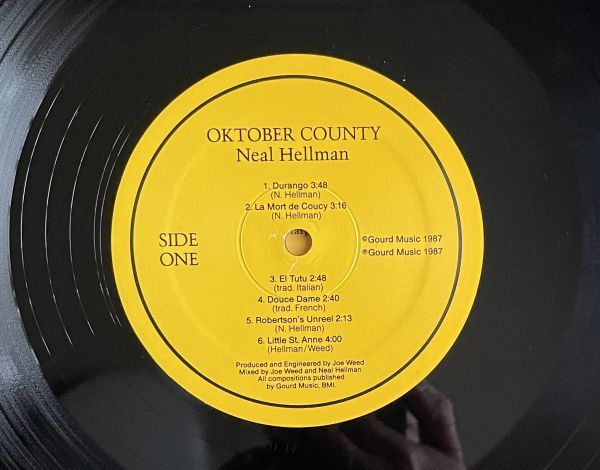 OKTOBER COUNTY
Neal Hellman
1. Durango 3:48
(N. Hellman)
2. La Mort de Coucy 3:16
(N. Hellman)
SIDE
ONE
©Gourd Music 1987
℗Gourd Music 1987
3. El Tutu 2:48
(trad. Italian)
4. Douce Dame 2:40
(trad. French)
5. Robertson's Unreel 2:13
(N. Hellman)
6. Little St. Anne 4:00
(Hellman/Weed)
Produced and Engineered by Joe Weed
Mixed by Joe Weed and Neal Hellman
All compositions published
by Gourd Music, BMI.